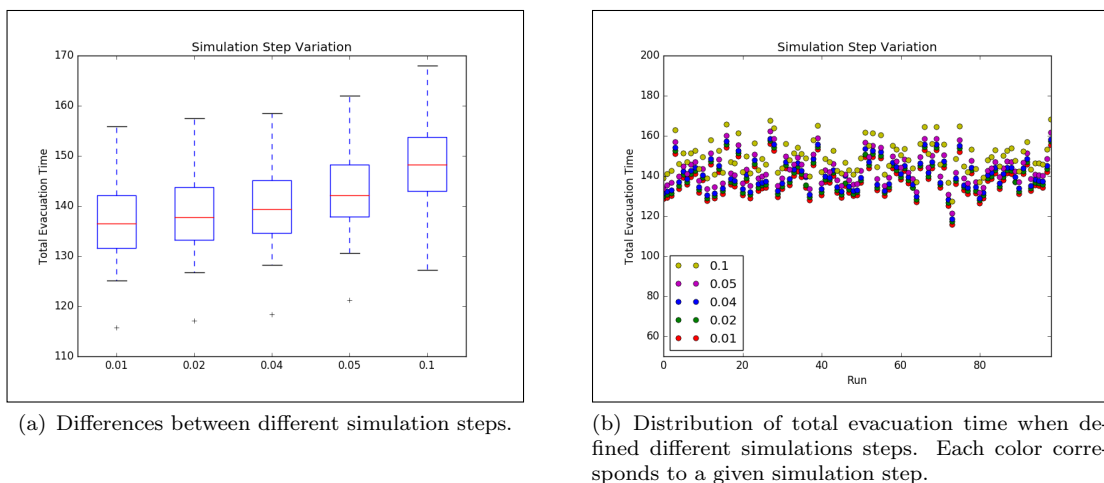 Simulation Step Variation
170
160
150
140
130
120
110
Total Evacuation Time
0.01 0.02 0.04 0.05 0.1
(a) Differences between different simulation steps.
Simulation Step Variation
200
180
160
140
120
100
80
60
Total Evacuation Time
0.1
0.05
0.04
0.02
0.01
0 20 40 60 80
Run
(b) Distribution of total evacuation time when de-
fined different simulations steps. Each color corre-
sponds to a given simulation step.